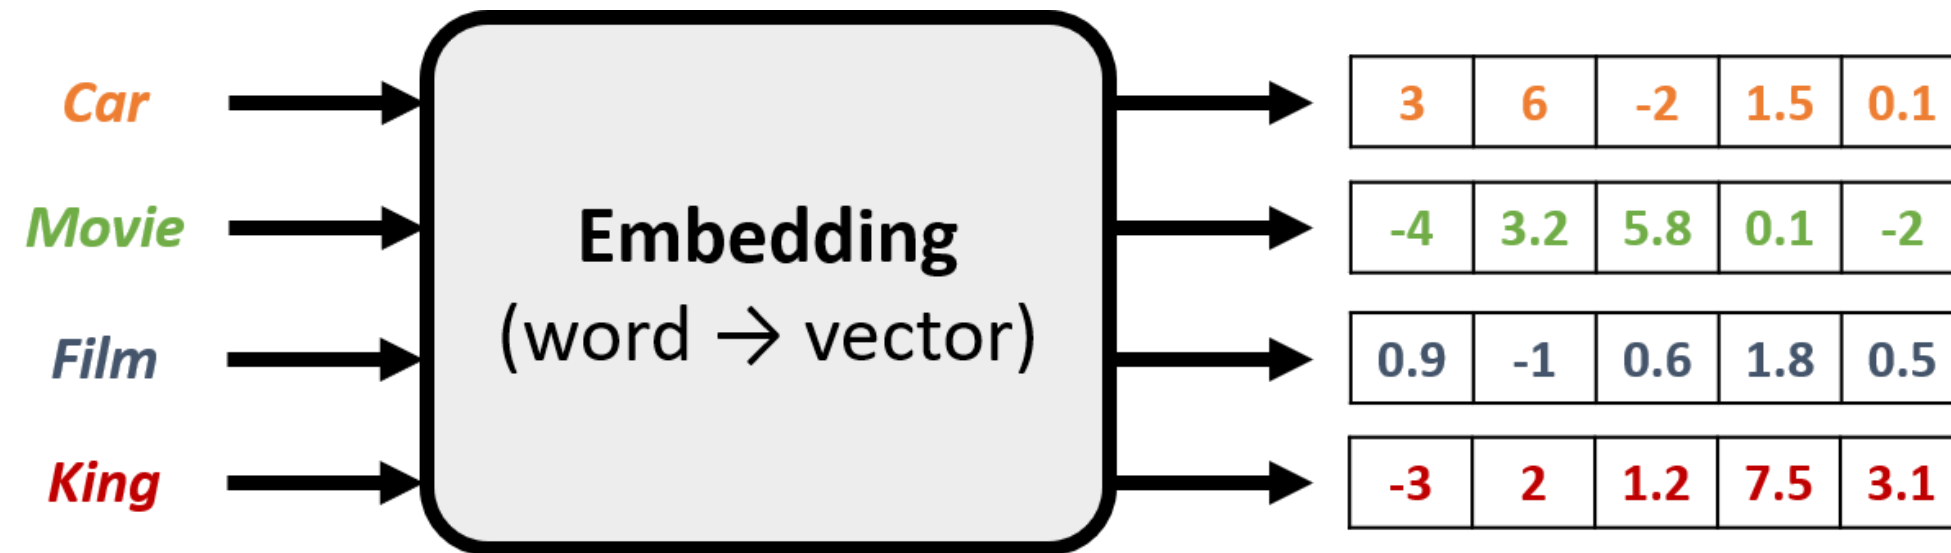 Car 3 6 -2 1.5 0.1
Movie -4 3.2 5.8 0.1 -2
Embedding
(word → vector)
Film 0.9 -1 0.6 1.8 0.5
King -3 2 1.2 7.5 3.1